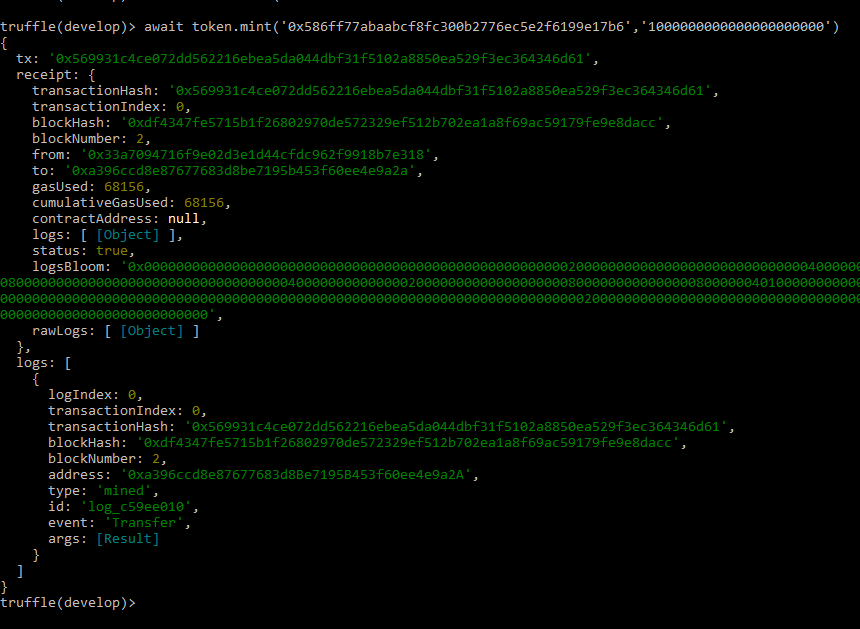 truffle(develop)> await token.mint('0x586ff77abaabcf8fc300b2776ec5e2f6199e17b6','1000000000000000000000')
{
tx: '0x569931c4ce072dd562216ebea5da044dbf31f5102a8850ea529f3ec364346d61',
receipt: {
transactionHash: '0x569931c4ce072dd562216ebea5da044dbf31f5102a8850ea529f3ec364346d61',
transactionIndex: 0,
blockHash: '0xdf4347fe5715b1f26802970de572329ef512b702ea1a8f69ac59179fe9e8dacc',
blockNumber: 2,
from: '0x33a7094716f9e02d3e1d44cfdc962f9918b7e318',
to: '0xa396ccd8e87677683d8be7195b453f60ee4e9a2a',
gasUsed: 68156,
cumulativeGasUsed: 68156,
contractAddress: null,
logs: [ [Object] ],
status: true,
logsBloom:
rawLogs: [ [Object] ]
},
logs: [
{
logIndex: 0,
transactionIndex: 0,
transactionHash: '0x569931c4ce072dd562216ebea5da044dbf31f5102a8850ea529f3ec364346d61',
blockHash: '0xdf4347fe5715b1f26802970de572329ef512b702ea1a8f69ac59179fe9e8dacc',
blockNumber: 2,
address: '0xa396ccd8e87677683d8Be7195B453f60ee4e9a2A',
type: 'mined',
id: 'log_c59ee010',
event: 'Transfer',
args: [Result]
}
]
}
truffle(develop)>